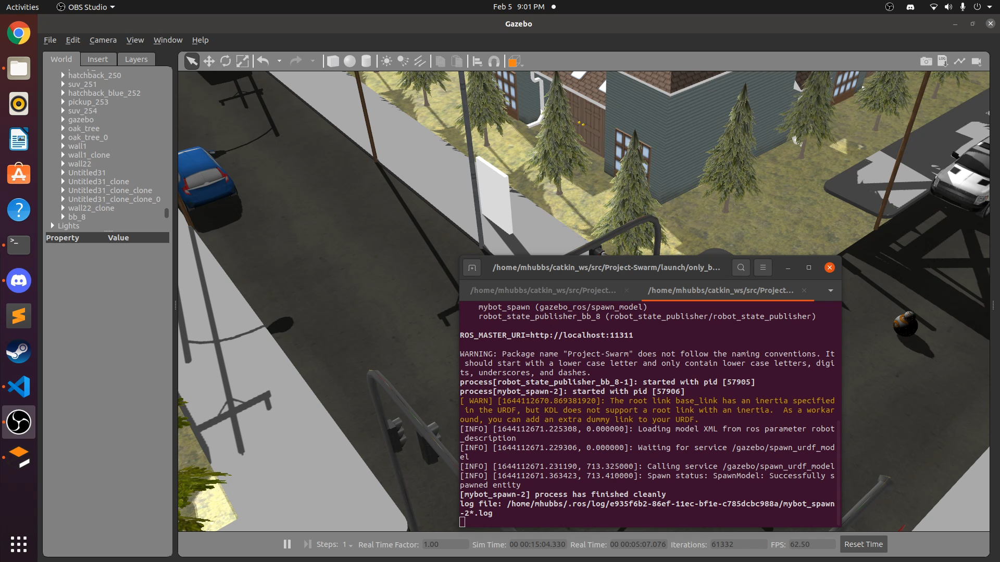 Activities
OBS Studio
Feb 5 9:01 PM
Gazebo
File Edit Camera View Window Help
World Insert Layers
hatchback_250
suv_251
hatchback_blue_252
pickup_253
suv_254
gazebo
oak_tree
oak_tree_0
wall1
wall1_clone
wall22
Untitled31
Untitled31_clone
Untitled31_clone_clone
Untitled31_clone_clone_0
wall22_clone
bb_8
Lights
Property Value
LOG
/home/mhubbs/catkin_ws/src/Project-Swarm/launch/only_b...
/home/mhubbs/catkin_ws/src/Project... /home/mhubbs/catkin_ws/src/Project...
mybot_spawn (gazebo_ros/spawn_model)
robot_state_publisher_bb_8 (robot_state_publisher/robot_state_publisher)
ROS_MASTER_URI=http://localhost:11311
WARNING: Package name "Project-Swarm" does not follow the naming conventions. It
should start with a lower case letter and only contain lower case letters, digi
ts, underscores, and dashes.
process[robot_state_publisher_bb_8-1]: started with pid [57905]
process[mybot_spawn-2]: started with pid [57906]
[ WARN] [1644112670.869381920]: The root link base_link has an inertia specified
in the URDF, but KDL does not support a root link with an inertia.  As a workar
ound, you can add an extra dummy link to your URDF.
[INFO] [1644112671.225308, 0.000000]: Loading model XML from ros parameter robot
_description
[INFO] [1644112671.229306, 0.000000]: Waiting for service /gazebo/spawn_urdf_mod
el
[INFO] [1644112671.231190, 713.325000]: Calling service /gazebo/spawn_urdf_model
[INFO] [1644112671.363423, 713.410000]: Spawn status: SpawnModel: Successfully s
pawned entity
[mybot_spawn-2] process has finished cleanly
log file: /home/mhubbs/.ros/log/e935f6b2-86ef-11ec-bf1e-c785dcbc988a/mybot_spawn
-2*.log
Steps: 1 Real Time Factor: 1.00 Sim Time: 00 00:15:04.330 Real Time: 00 00:05:07.076 Iterations: 61332 FPS: 62.50 Reset Time